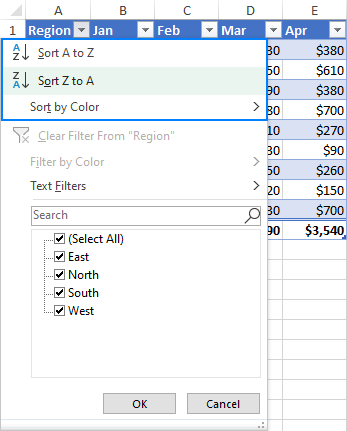 A B C D E
1 Region Jan Feb Mar Apr
Sort A to Z 30 $380
Sort Z to A 50 $610
Sort by Color 90 $380
80 $700
Clear Filter From "Region" 10 $270
Filter by Color 30 $90
Text Filters 50 $260
20 $150
Search 30 $700
(Select All) 90 $3,540
East
North
South
West
OK Cancel